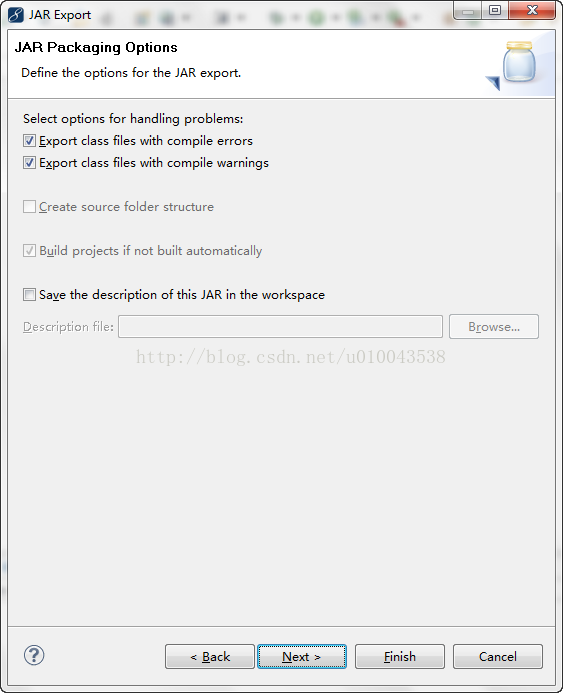 JAR Export
JAR Packaging Options
Define the options for the JAR export.
Select options for handling problems:
Export class files with compile errors
Export class files with compile warnings
Create source folder structure
Build projects if not built automatically
Save the description of this JAR in the workspace
Description file:
Browse...
http://blog.csdn.net/u010043538
?
< Back
Next >
Finish
Cancel